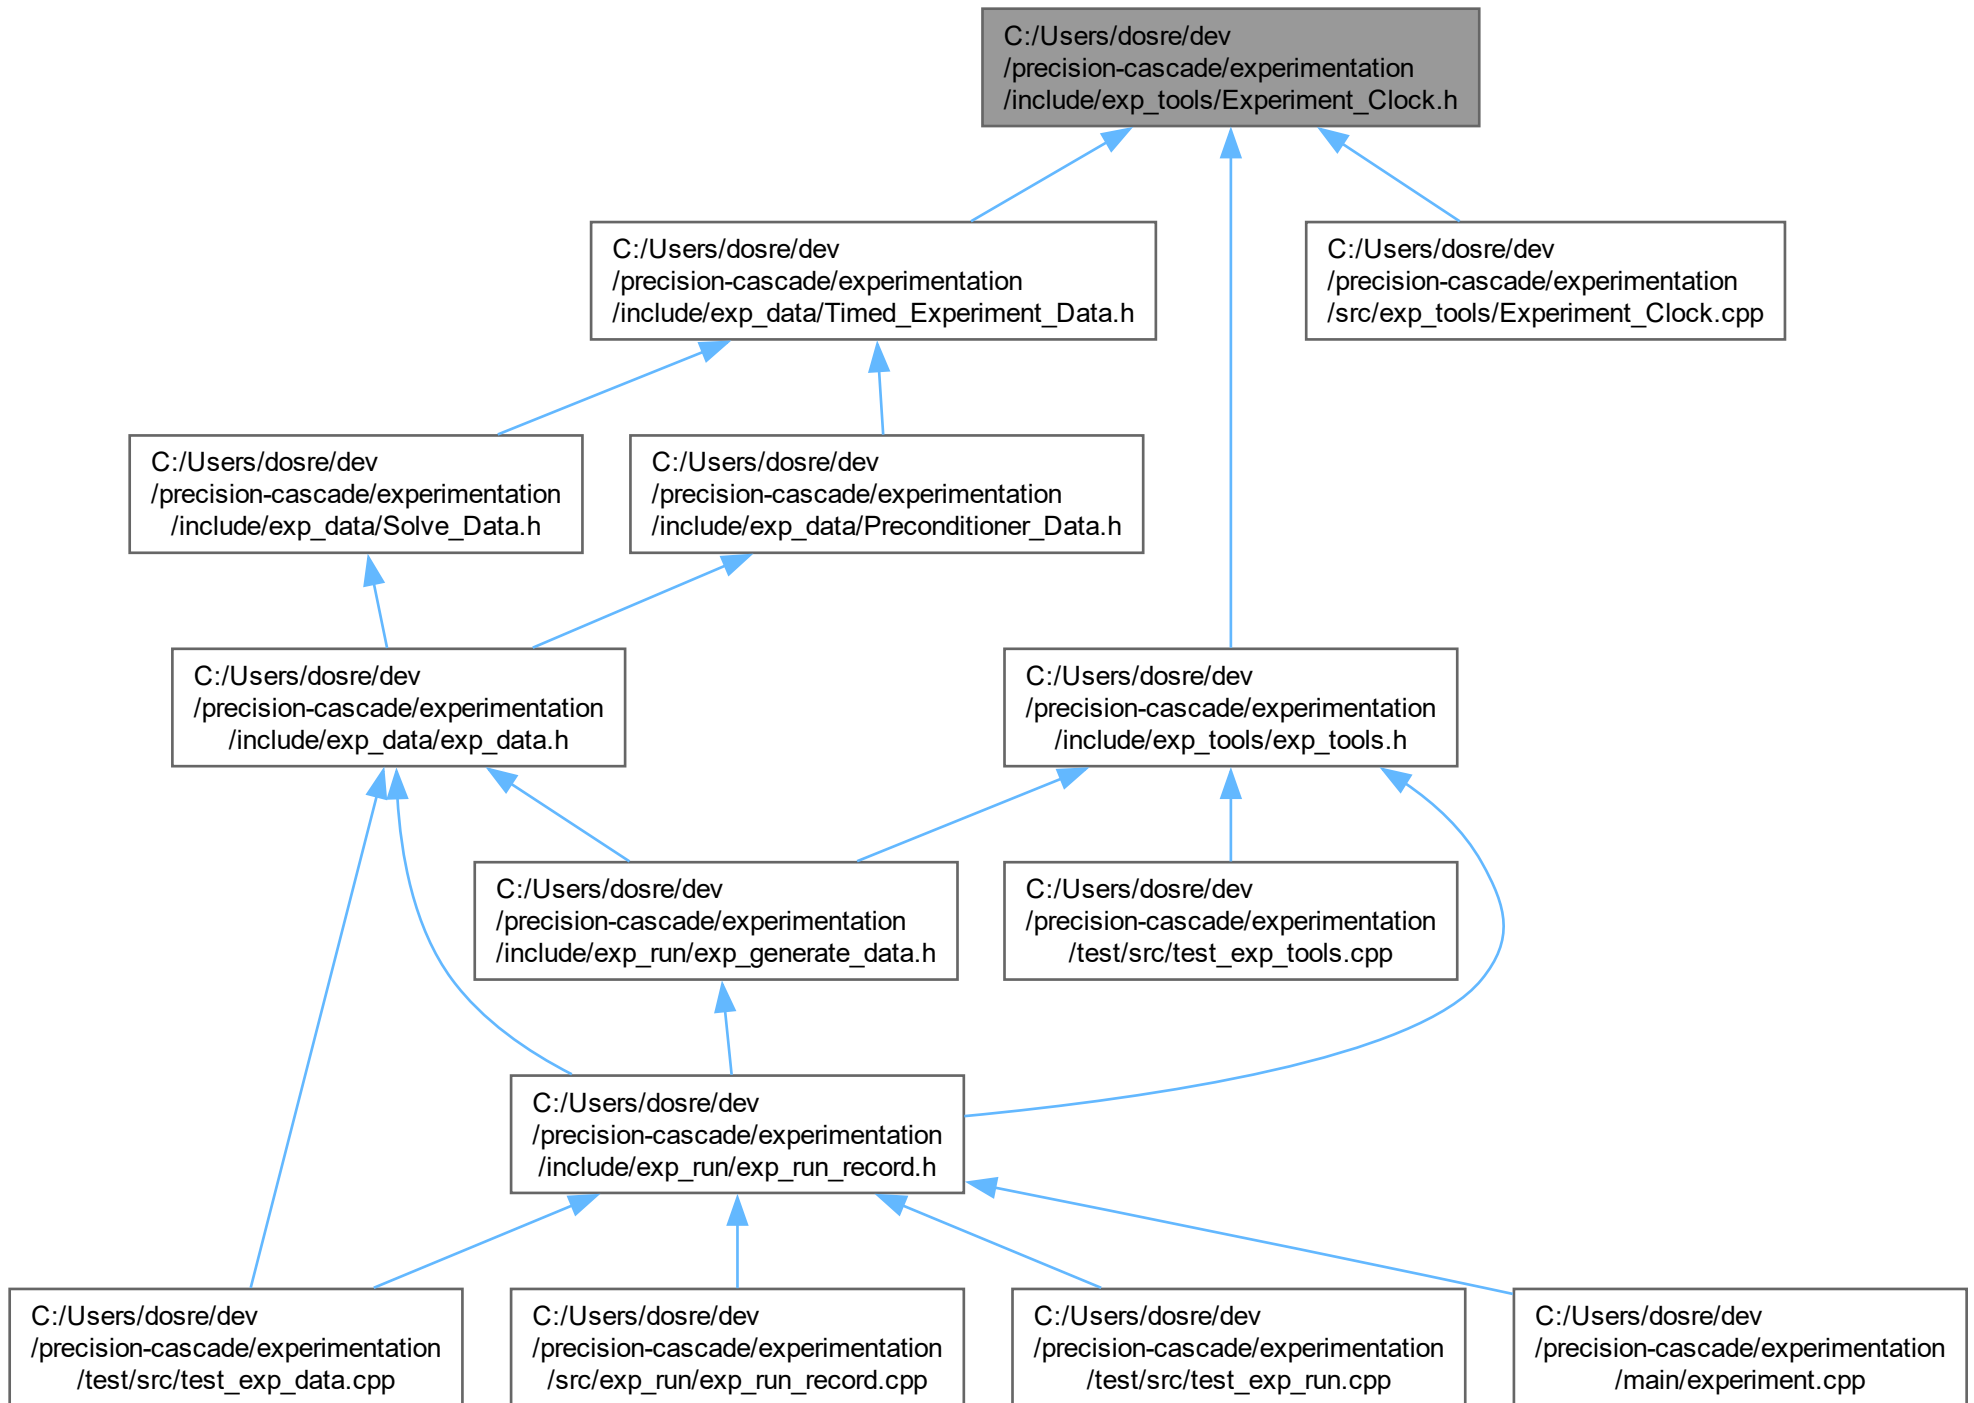 C:/Users/dosre/dev
/precision-cascade/experimentation
/include/exp_tools/Experiment_Clock.h
C:/Users/dosre/dev
/precision-cascade/experimentation
/include/exp_data/Timed_Experiment_Data.h
C:/Users/dosre/dev
/precision-cascade/experimentation
/src/exp_tools/Experiment_Clock.cpp
C:/Users/dosre/dev
/precision-cascade/experimentation
/include/exp_data/Solve_Data.h
C:/Users/dosre/dev
/precision-cascade/experimentation
/include/exp_data/Preconditioner_Data.h
C:/Users/dosre/dev
/precision-cascade/experimentation
/include/exp_data/exp_data.h
C:/Users/dosre/dev
/precision-cascade/experimentation
/include/exp_tools/exp_tools.h
C:/Users/dosre/dev
/precision-cascade/experimentation
/include/exp_run/exp_generate_data.h
C:/Users/dosre/dev
/precision-cascade/experimentation
/test/src/test_exp_tools.cpp
C:/Users/dosre/dev
/precision-cascade/experimentation
/include/exp_run/exp_run_record.h
C:/Users/dosre/dev
/precision-cascade/experimentation
/test/src/test_exp_data.cpp
C:/Users/dosre/dev
/precision-cascade/experimentation
/src/exp_run/exp_run_record.cpp
C:/Users/dosre/dev
/precision-cascade/experimentation
/test/src/test_exp_run.cpp
C:/Users/dosre/dev
/precision-cascade/experimentation
/main/experiment.cpp